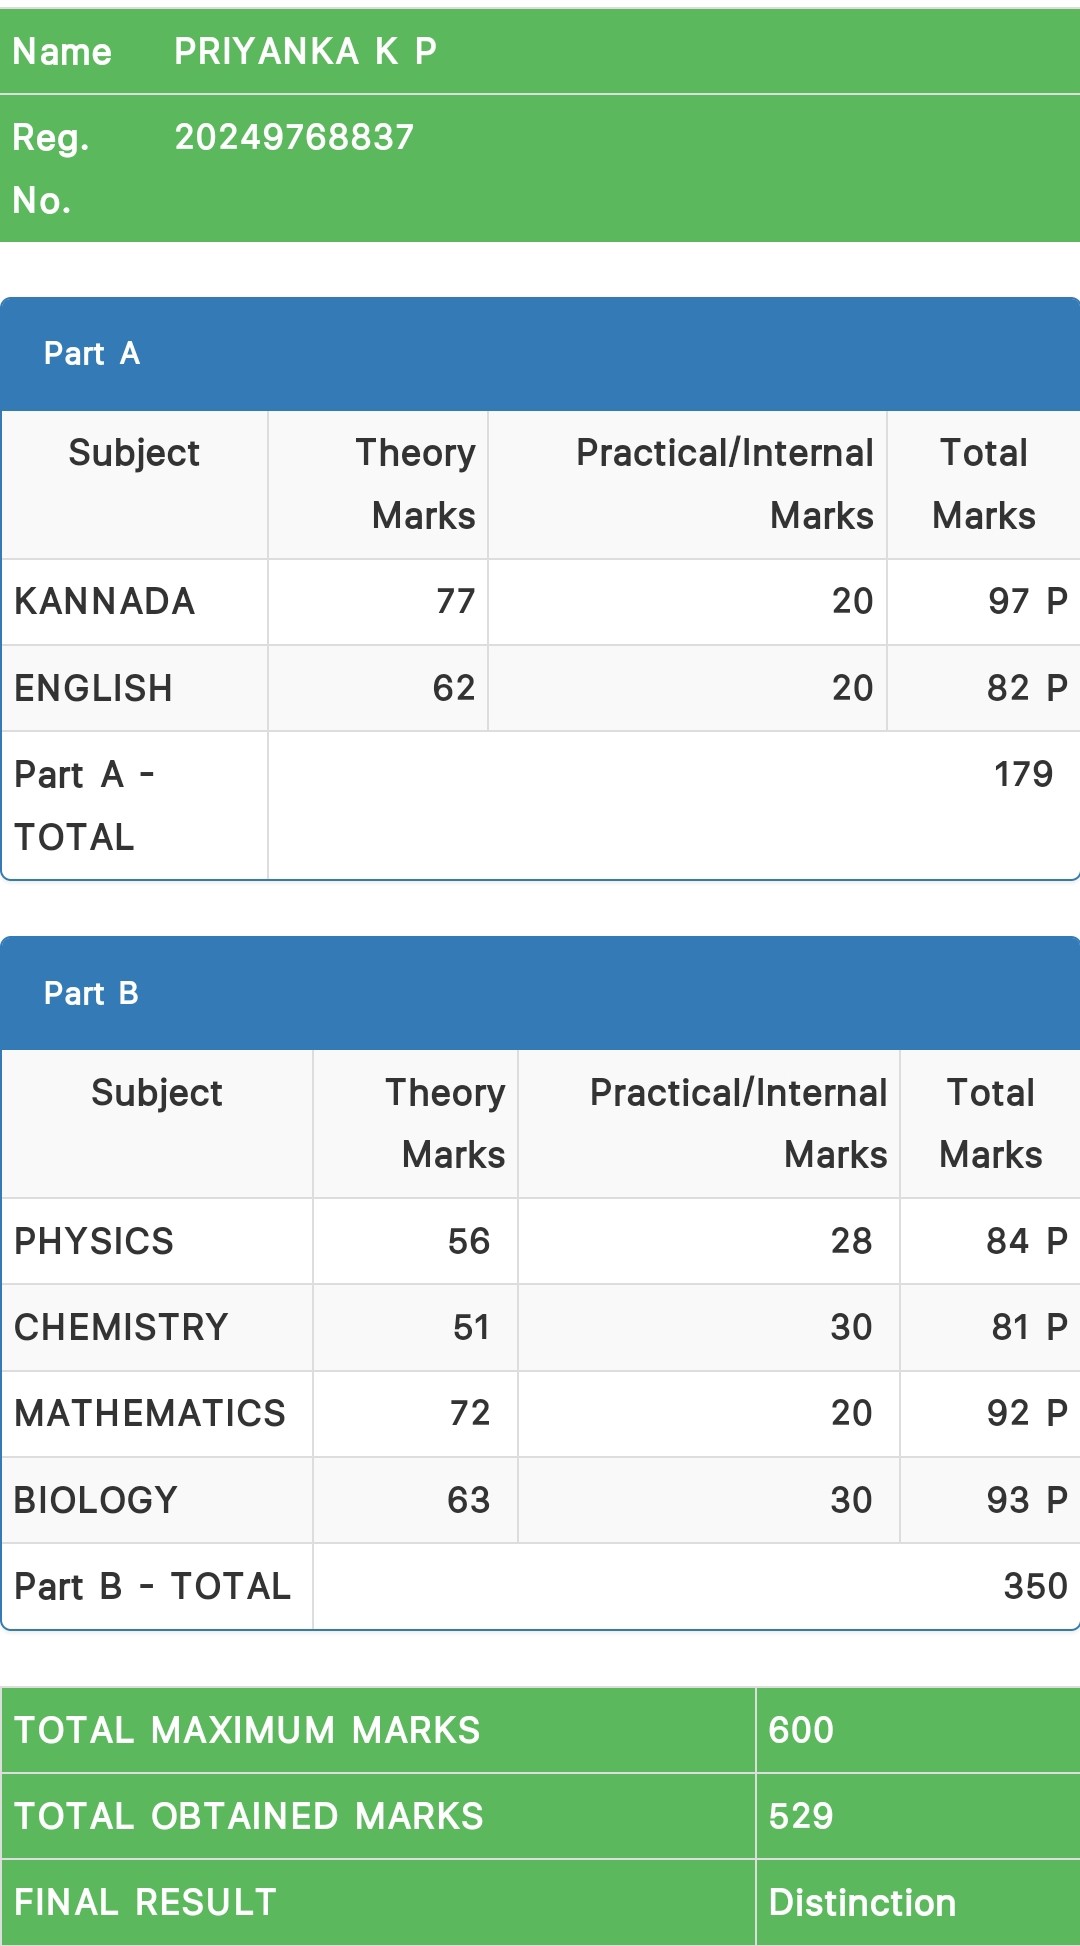 Name PRIYANKA K P
Reg. 20249768837
No.
Part A
Subject Theory Practical/Internal Total
Marks Marks Marks
KANNADA 77 20 97 P
ENGLISH 62 20 82 P
Part A - 179
TOTAL
Part B
Subject Theory Practical/Internal Total
Marks Marks Marks
PHYSICS 56 28 84 P
CHEMISTRY 51 30 81 P
MATHEMATICS 72 20 92 P
BIOLOGY 63 30 93 P
Part B - TOTAL 350
TOTAL MAXIMUM MARKS 600
TOTAL OBTAINED MARKS 529
FINAL RESULT Distinction